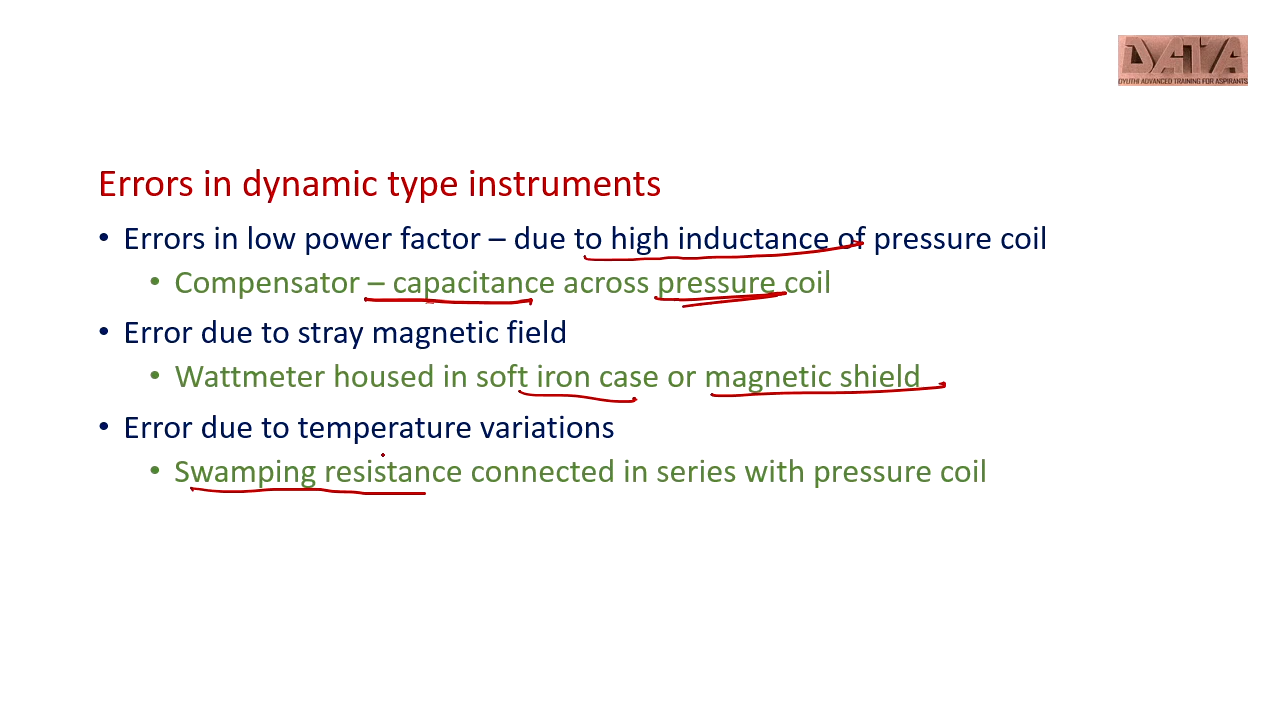 DATA
DYUTHI ADVANCED TRAINING FOR ASPIRANTS
Errors in dynamic type instruments
• Errors in low power factor – due to high inductance of pressure coil
• Compensator – capacitance across pressure coil
• Error due to stray magnetic field
• Wattmeter housed in soft iron case or magnetic shield
• Error due to temperature variations
• Swamping resistance connected in series with pressure coil